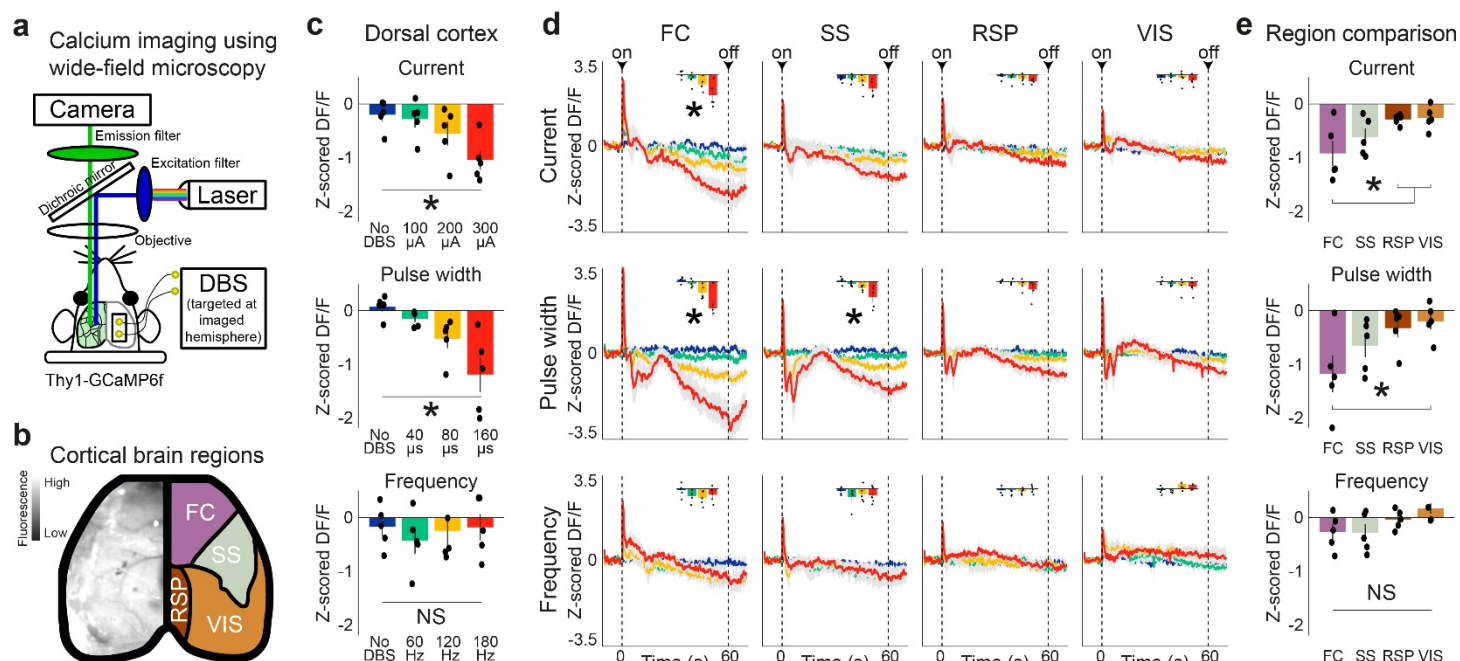 a
Calcium imaging using
wide-field microscopy
Camera
Emission filter
Excitation filter
Dichroic mirror
Laser
Objective
DBS
(targeted at
imaged
hemisphere)
Thy1-GCaMP6f
b
Cortical brain regions
Fluorescence
High
Low
FC
SS
RSP
VIS
c
Dorsal cortex
Current
Z-scored DF/F
0
-1
-2
*
No DBS
100 µA
200 µA
300 µA
Pulse width
Z-scored DF/F
0
-1
-2
*
No DBS
40 µs
80 µs
160 µs
Frequency
Z-scored DF/F
0
-1
-2
NS
No DBS
60 Hz
120 Hz
180 Hz
d
FC
SS
RSP
VIS
on
off
on
off
on
off
on
off
Current
Z-scored DF/F
3.5
0
-3.5
*
Pulse width
Z-scored DF/F
3.5
0
-3.5
*
*
Frequency
Z-scored DF/F
3.5
0
-3.5
0
Time (s)
60
0
Time (s)
60
0
Time (s)
60
0
Time (s)
60
e
Region comparison
Current
Z-scored DF/F
0
-1
-2
*
FC SS RSP VIS
Pulse width
Z-scored DF/F
0
-1
-2
*
FC SS RSP VIS
Frequency
Z-scored DF/F
0
-1
-2
NS
FC SS RSP VIS